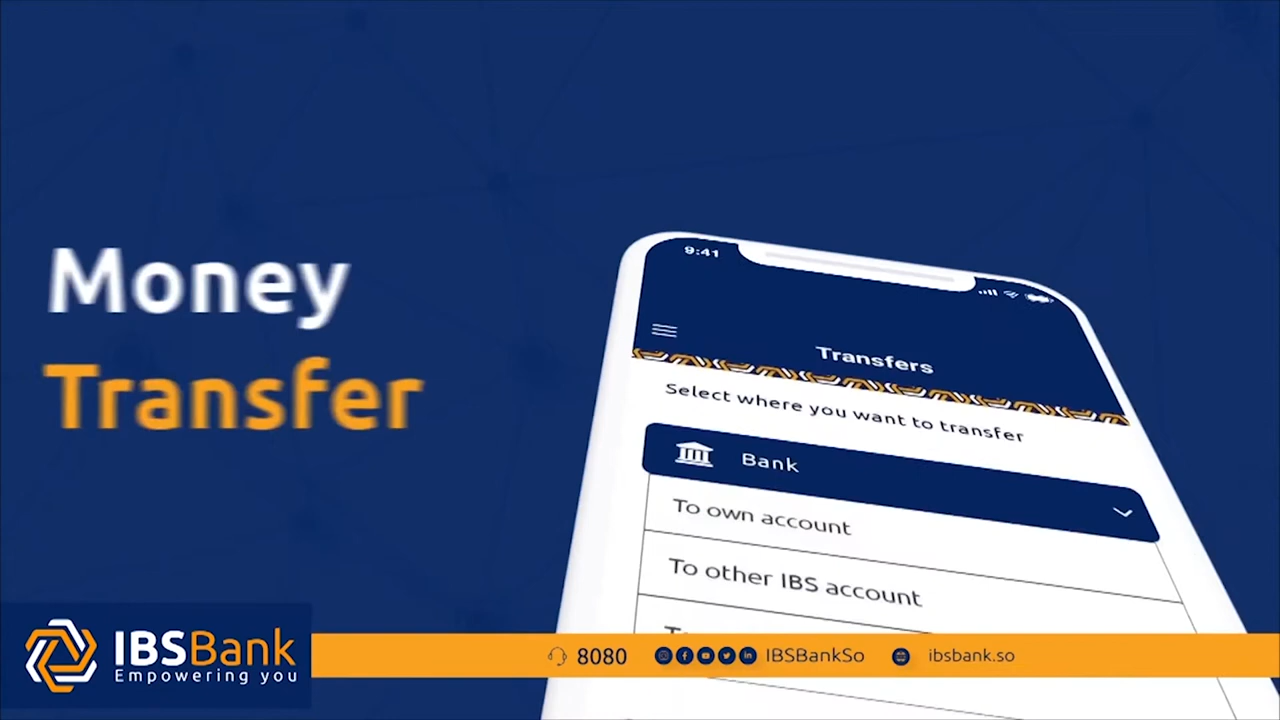 Money
Transfer
9:41
Transfers
Select where you want to transfer
Bank
To own account
To other IBS account
IBSBank
Empowering you
8080
IBSBankSo
ibsbank.so